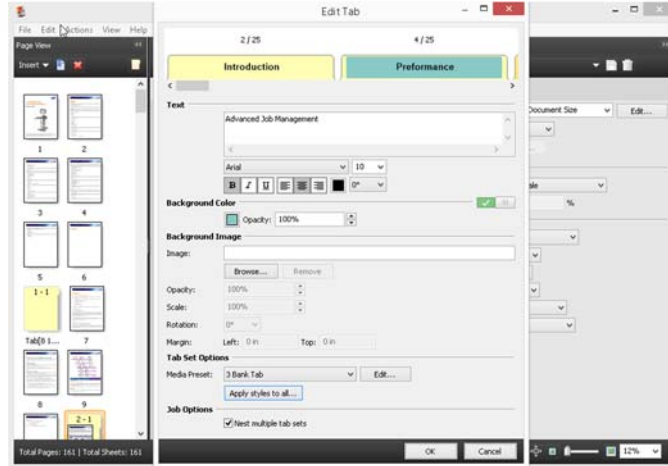 Edit Tab
File Edit Actions View Help
Page View
Insert
1 2
3 4
5 6
1 - 1
Tab[8 1... 7
8 9
2 - 1
Total Pages: 161 | Total Sheets: 161
2 / 25 4 / 25
Introduction Preformance
Text
Advanced Job Management
Arial 10
B I U 0°
Background Color
Opacity: 100%
Background Image
Image:
Browse... Remove
Opacity: 100%
Scale: 100%
Rotation: 0°
Margin: Left: 0 in Top: 0 in
Tab Set Options
Media Preset: 3 Bank Tab Edit...
Apply styles to all...
Job Options
Nest multiple tab sets
OK Cancel
Document Size Edit...
%
12%